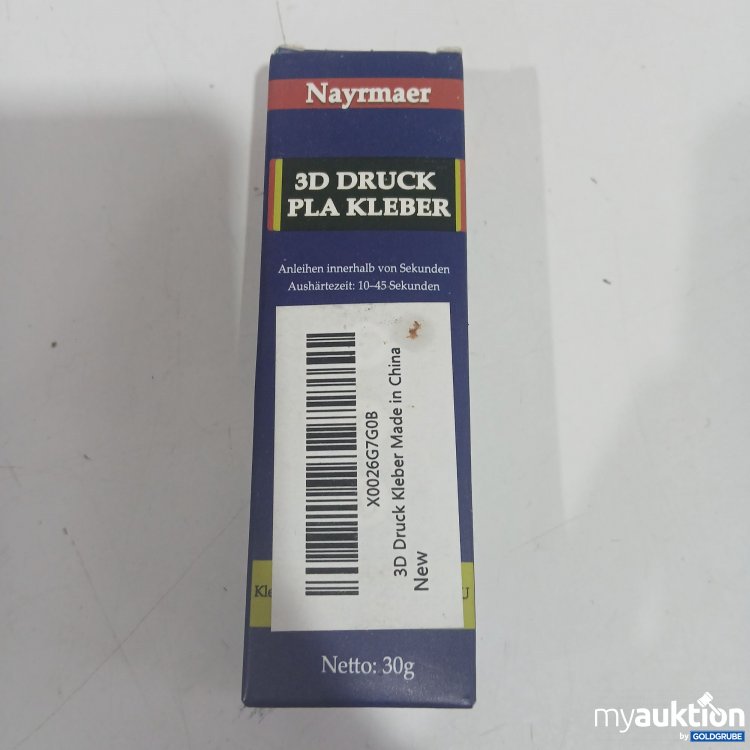 Nayrmaer
3D DRUCK
PLA KLEBER
Anleihen innerhalb von Sekunden
Aushärtezeit: 10–45 Sekunden
X0026G7G0B
3D Druck Kleber Made in China
New
Netto: 30g
myauktion
by GOLDGRUBE